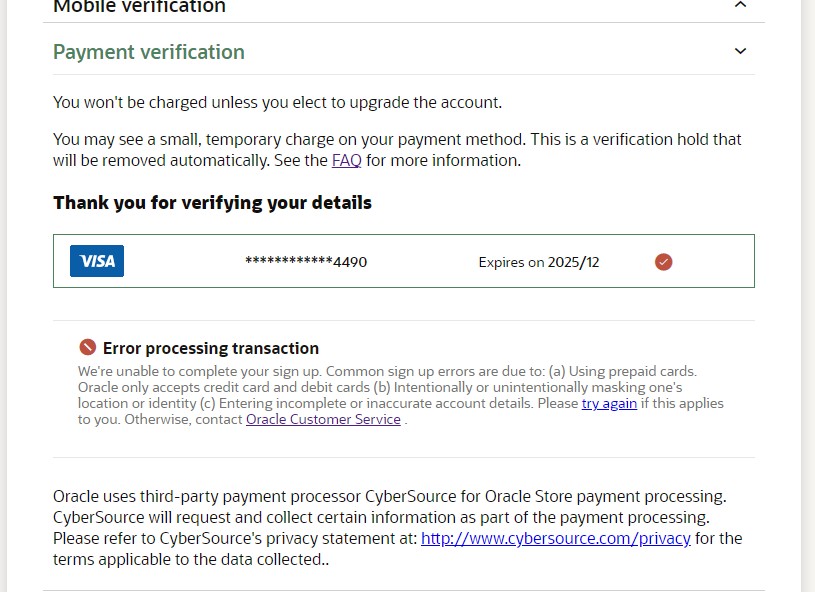 Mobile verification
Payment verification
You won't be charged unless you elect to upgrade the account.
You may see a small, temporary charge on your payment method. This is a verification hold that
will be removed automatically. See the FAQ for more information.
Thank you for verifying your details
VISA ************4490 Expires on 2025/12
Error processing transaction
We're unable to complete your sign up. Common sign up errors are due to: (a) Using prepaid cards.
Oracle only accepts credit card and debit cards (b) Intentionally or unintentionally masking one's
location or identity (c) Entering incomplete or inaccurate account details. Please try again if this applies
to you. Otherwise, contact Oracle Customer Service .
Oracle uses third-party payment processor CyberSource for Oracle Store payment processing.
CyberSource will request and collect certain information as part of the payment processing.
Please refer to CyberSource's privacy statement at: http://www.cybersource.com/privacy for the
terms applicable to the data collected..